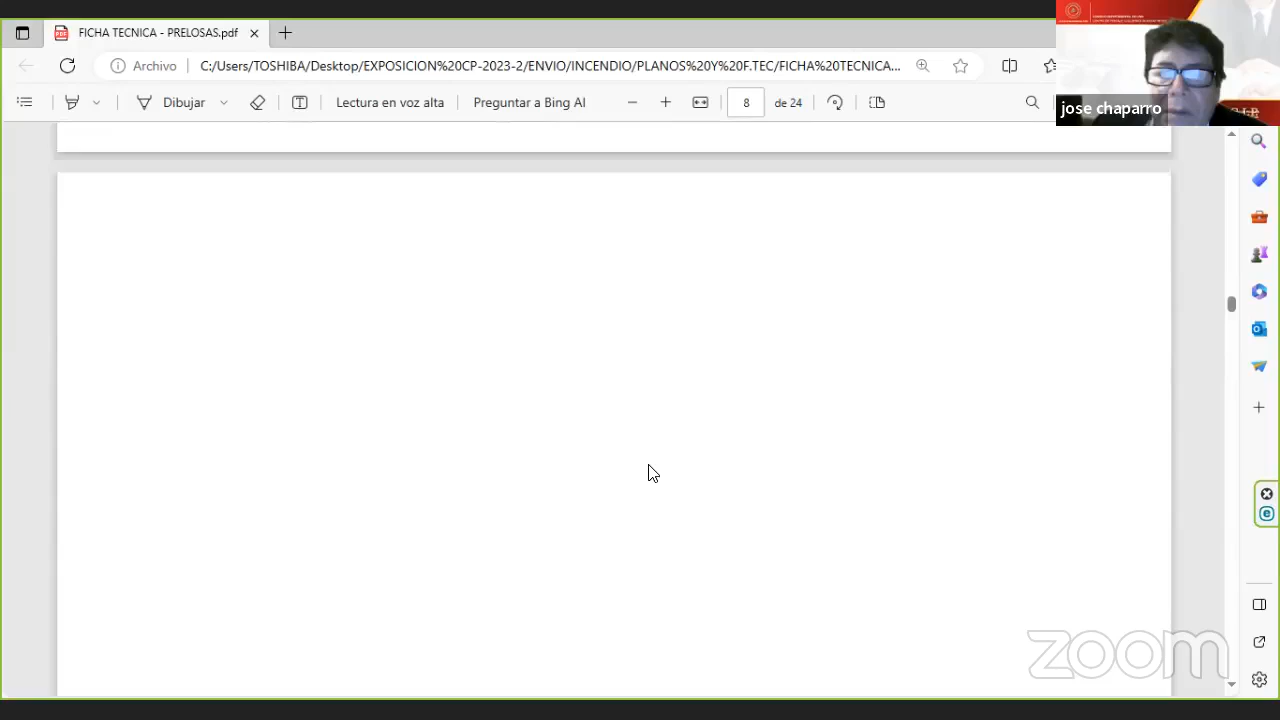 FICHA TECNICA - PRELOSAS.pdf
Archivo
C:/Users/TOSHIBA/Desktop/EXPOSICION%20CIP-2023-2/ENVIO/INCENDIO/PLANOS%20Y%20F.TEC/FICHA%20TECNICA...
Dibujar
Lectura en voz alta
Preguntar a Bing AI
8
de 24
jose chaparro
zoom